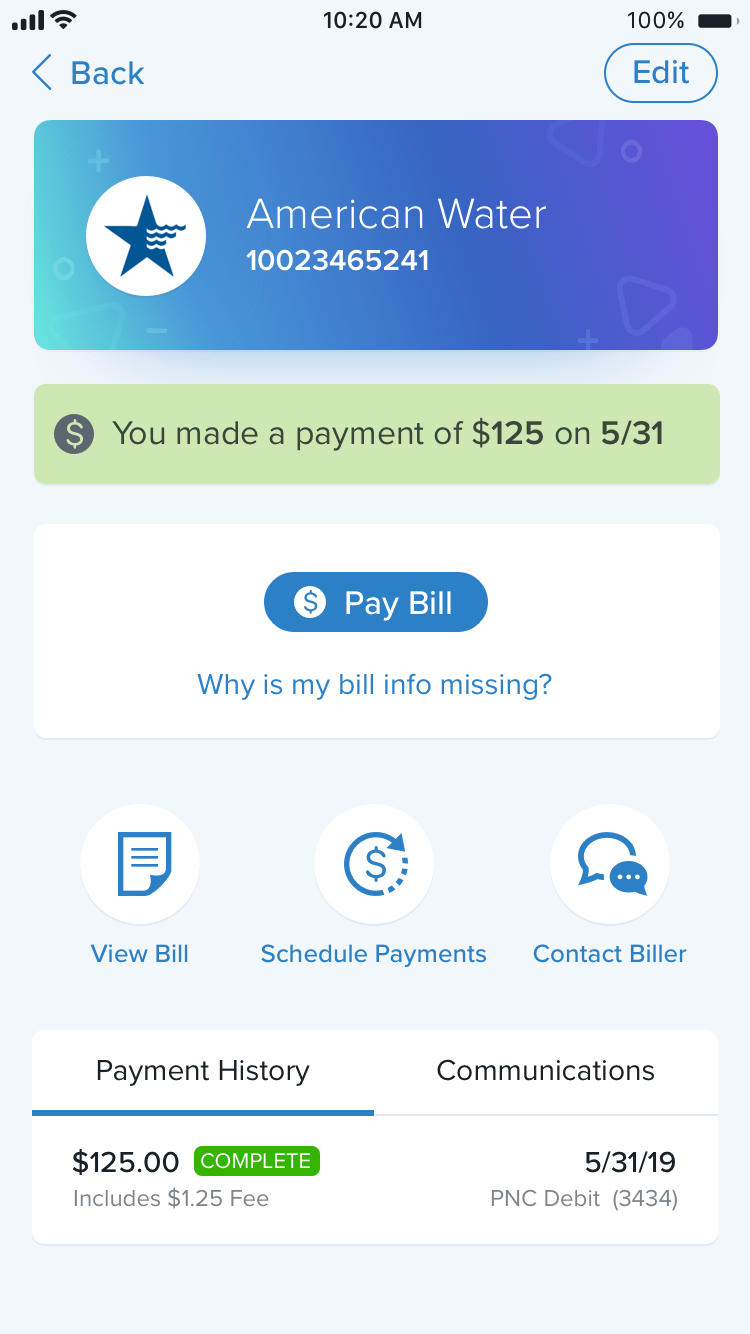 10:20 AM 100%
Back Edit
American Water
10023465241
$ You made a payment of $125 on 5/31
$ Pay Bill
Why is my bill info missing?
$
View Bill Schedule Payments Contact Biller
Payment History Communications
$125.00 COMPLETE 5/31/19
Includes $1.25 Fee PNC Debit (3434)